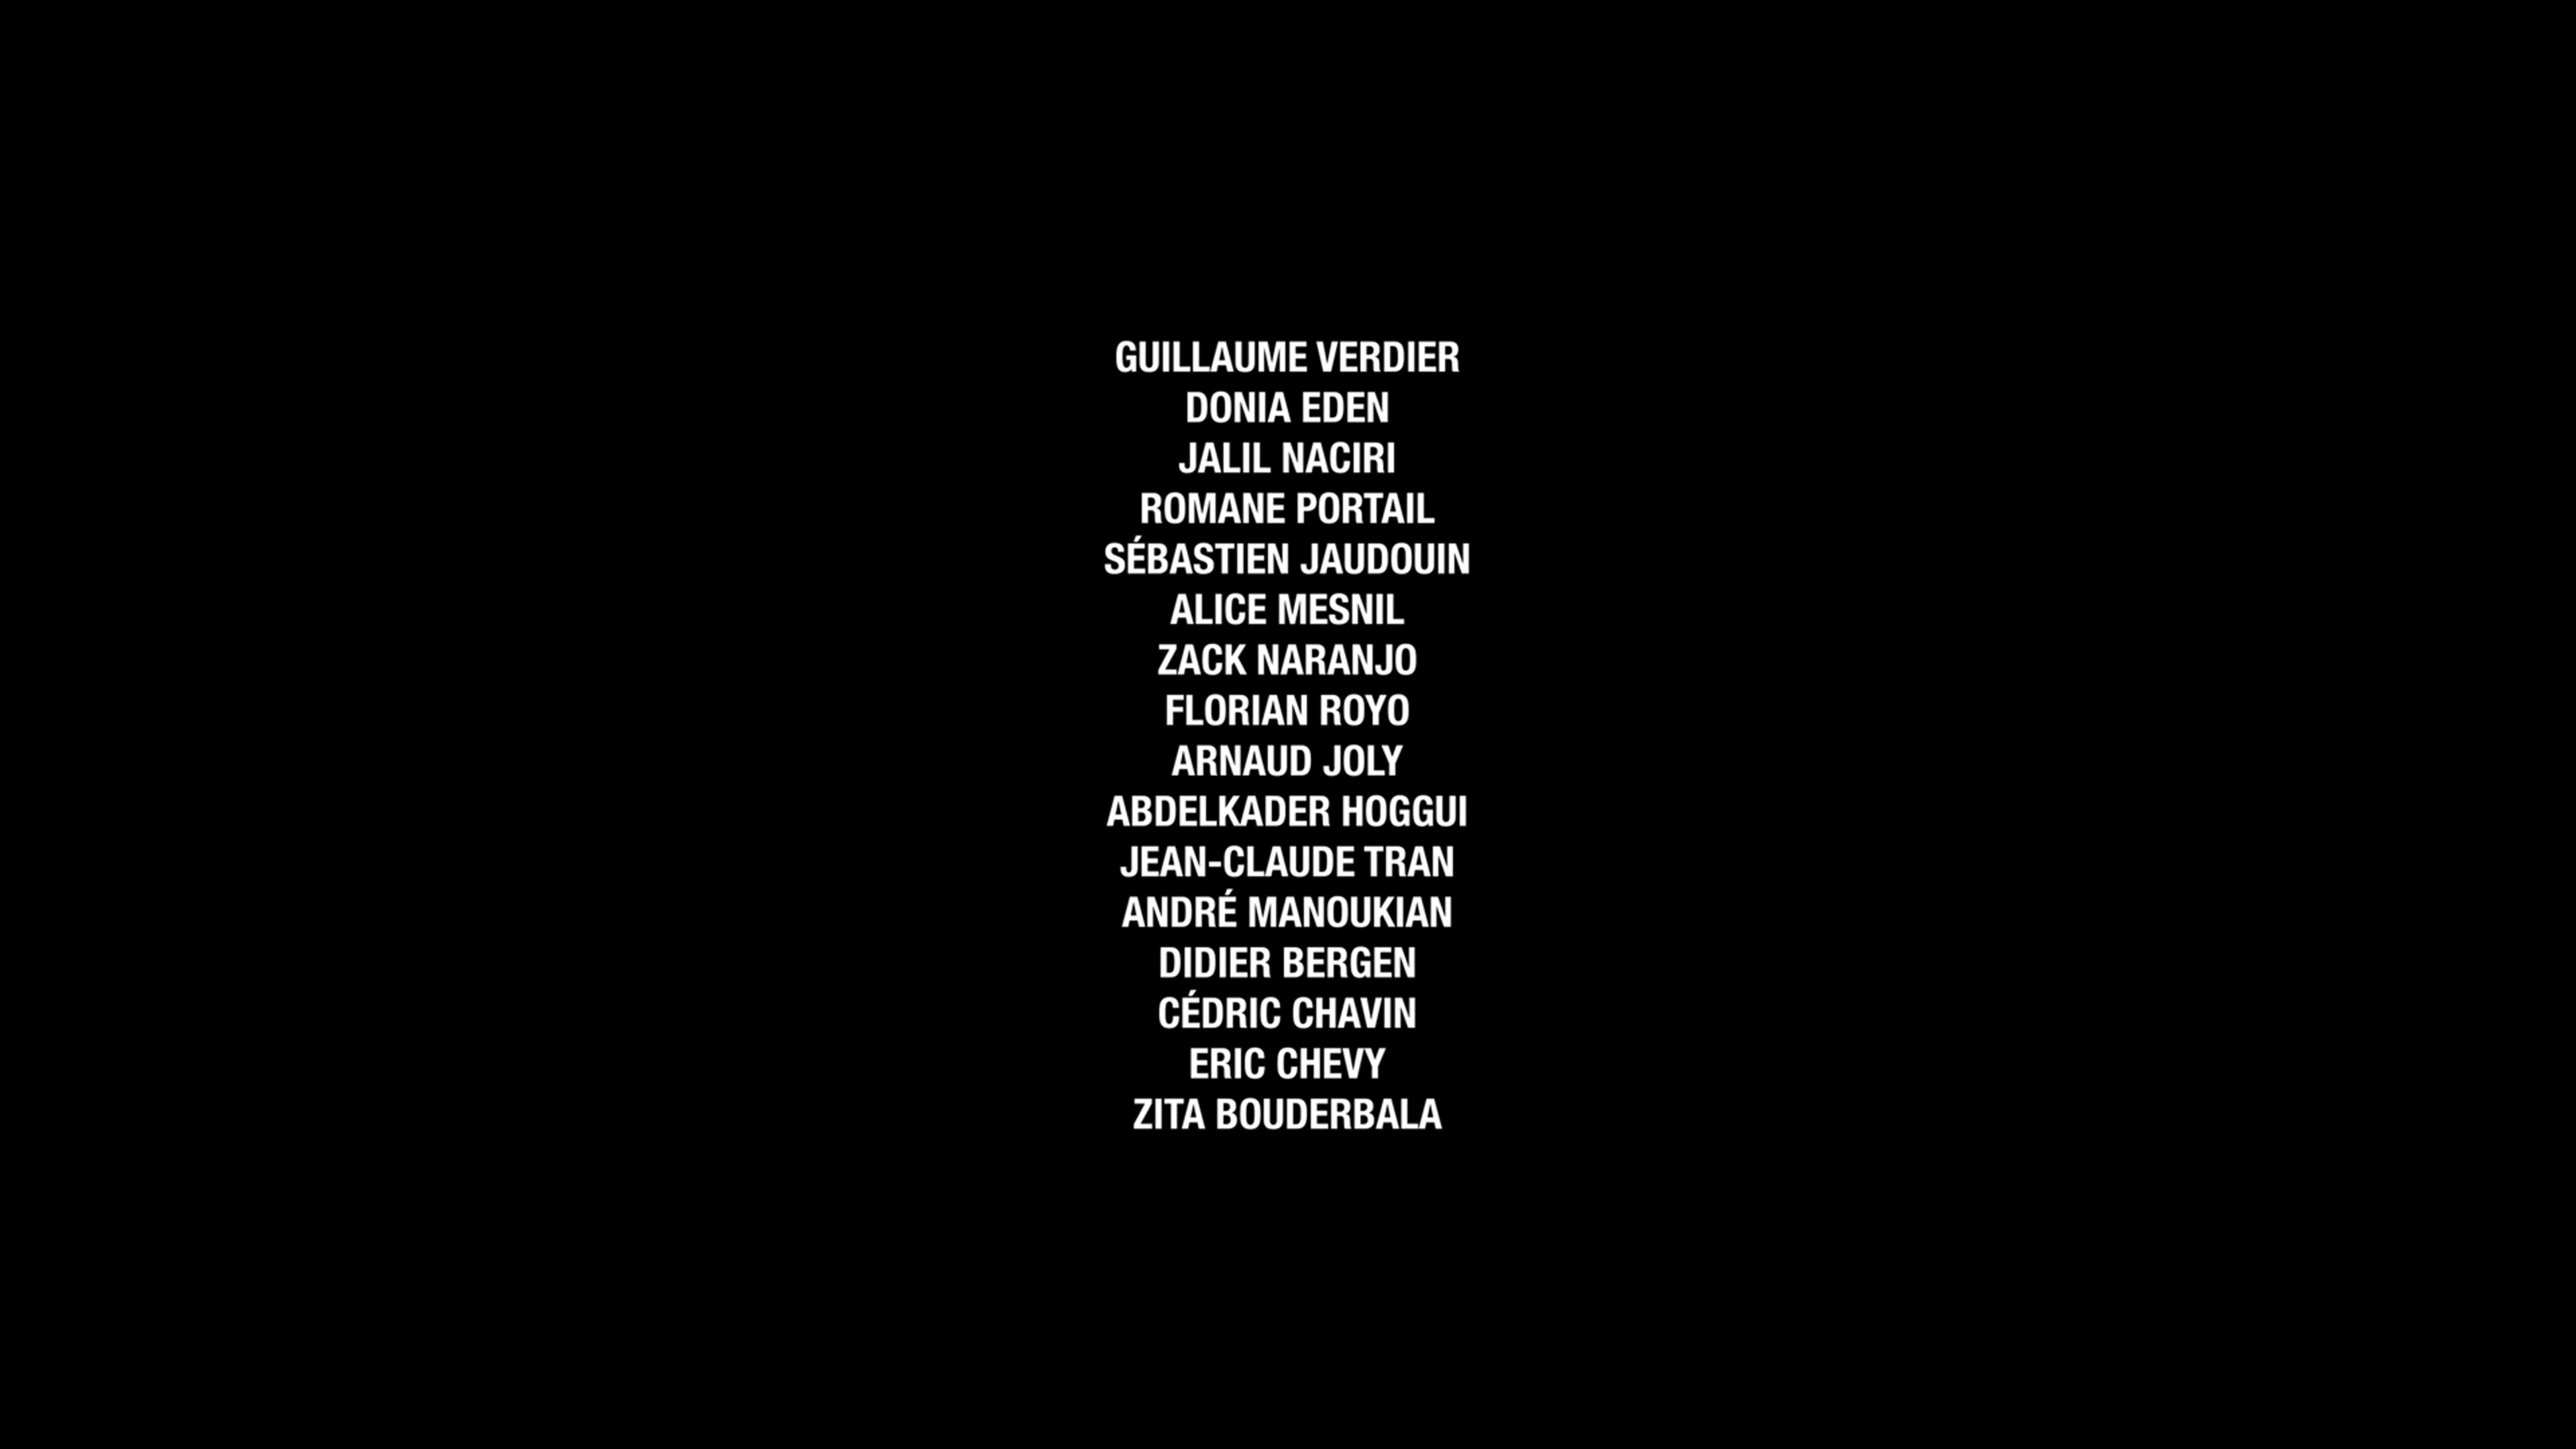 GUILLAUME VERDIER
DONIA EDEN
JALIL NACIRI
ROMANE PORTAIL
SÉBASTIEN JAUDOUIN
ALICE MESNIL
ZACK NARANJO
FLORIAN ROYO
ARNAUD JOLY
ABDELKADER HOGGUI
JEAN-CLAUDE TRAN
ANDRÉ MANOUKIAN
DIDIER BERGEN
CÉDRIC CHAVIN
ERIC CHEVY
ZITA BOUDERBALA